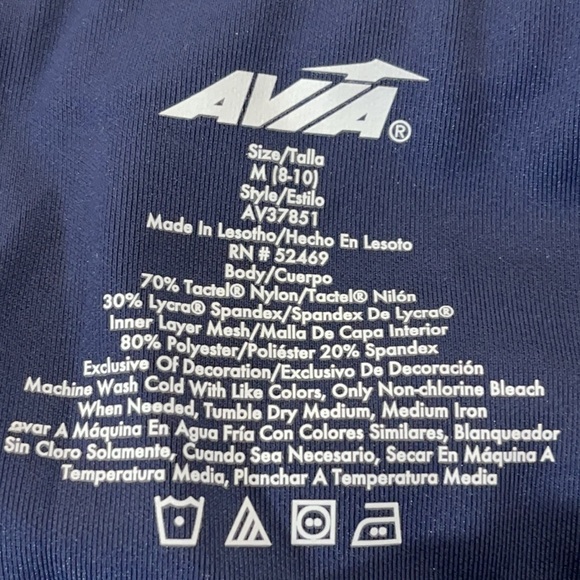 AVIA®
Size/Talla
M (8-10)
Style/Estilo
AV37851
Made In Lesotho/Hecho En Lesoto
RN # 52469
Body/Cuerpo
70% Tactel® Nylon/Tactel® Nilón
30% Lycra® Spandex/Spandex De Lycra®
Inner Layer Mesh/Malla De Capa Interior
80% Polyester/Poliéster 20% Spandex
Exclusive Of Decoration/Exclusivo De Decoración
Machine Wash Cold With Like Colors, Only Non-chlorine Bleach
When Needed, Tumble Dry Medium, Medium Iron
avar A Máquina En Agua Fría Con Colores Similares, Blanqueador
Sin Cloro Solamente, Cuando Sea Necesario, Secar En Máquina A
Temperatura Media, Planchar A Temperatura Media